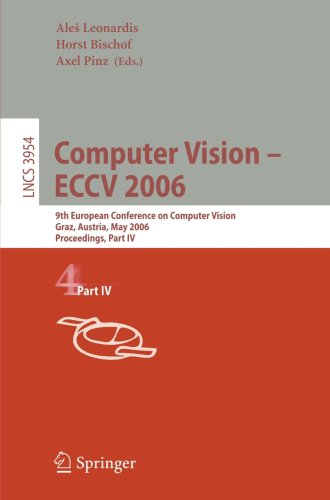 Aleš Leonardis
Horst Bischof
Axel Pinz (Eds.)
LNCS 3954
Computer Vision –
ECCV 2006
9th European Conference on Computer Vision
Graz, Austria, May 2006
Proceedings, Part IV
4 Part IV
Springer